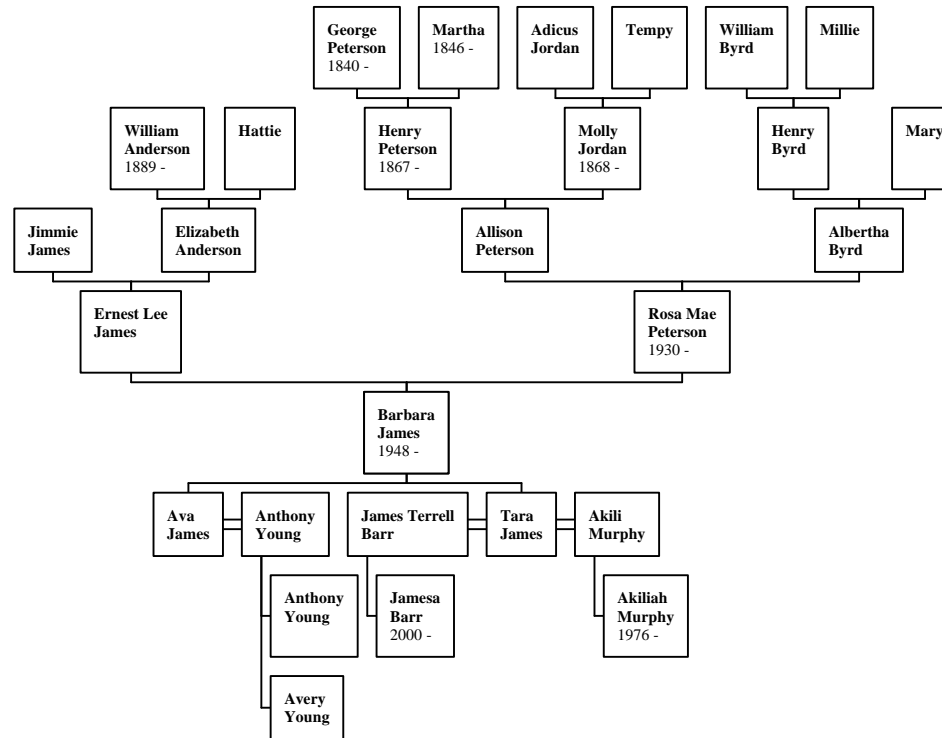 George
Peterson
1840 -
Martha
1846 -
Adicus
Jordan
Tempy
William
Byrd
Millie
William
Anderson
1889 -
Hattie
Henry
Peterson
1867 -
Molly
Jordan
1868 -
Henry
Byrd
Mary
Jimmie
James
Elizabeth
Anderson
Allison
Peterson
Albertha
Byrd
Ernest Lee
James
Rosa Mae
Peterson
1930 -
Barbara
James
1948 -
Ava
James
Anthony
Young
James Terrell
Barr
Tara
James
Akili
Murphy
Anthony
Young
Jamesa
Barr
2000 -
Akiliah
Murphy
1976 -
Avery
Young